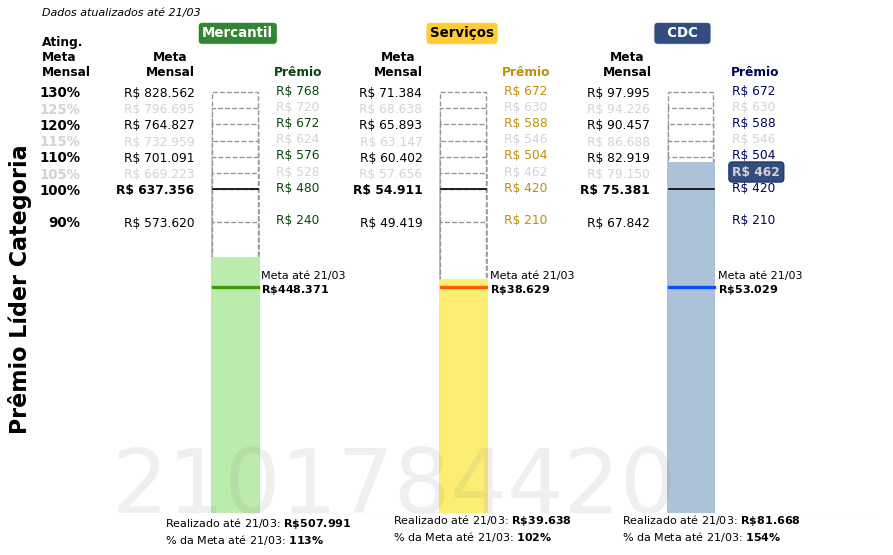 Dados atualizados até 21/03
Mercantil Serviços CDC
Ating. Meta Mensal
Meta Mensal Prêmio Meta Mensal Prêmio Meta Mensal Prêmio
130% R$ 828.562 R$ 768 R$ 71.384 R$ 672 R$ 97.995 R$ 672
125% R$ 796.695 R$ 720 R$ 68.638 R$ 630 R$ 94.226 R$ 630
120% R$ 764.827 R$ 672 R$ 65.893 R$ 588 R$ 90.457 R$ 588
115% R$ 732.959 R$ 624 R$ 63.147 R$ 546 R$ 86.688 R$ 546
110% R$ 701.091 R$ 576 R$ 60.402 R$ 504 R$ 82.919 R$ 504
105% R$ 669.223 R$ 528 R$ 57.656 R$ 462 R$ 79.150 R$ 462
100% R$ 637.356 R$ 480 R$ 54.911 R$ 420 R$ 75.381 R$ 420
90% R$ 573.620 R$ 240 R$ 49.419 R$ 210 R$ 67.842 R$ 210
Meta até 21/03 Meta até 21/03 Meta até 21/03
R$448.371 R$38.629 R$53.029
Prêmio Líder Categoria
2101784420
Realizado até 21/03: R$507.991 Realizado até 21/03: R$39.638 Realizado até 21/03: R$81.668
% da Meta até 21/03: 113% % da Meta até 21/03: 102% % da Meta até 21/03: 154%